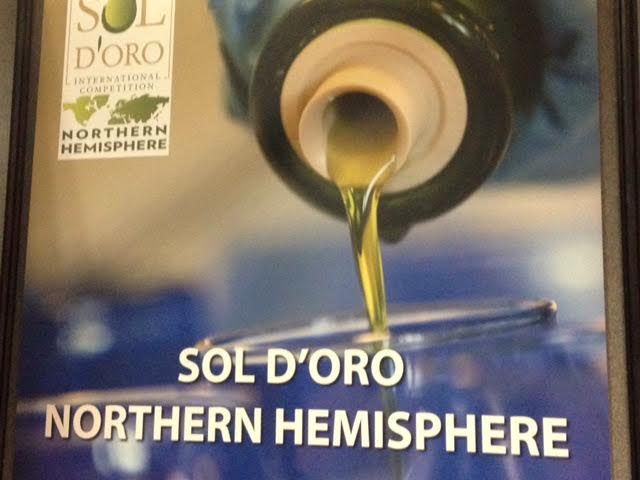 SOL
D'ORO
INTERNATIONAL
COMPETITION
NORTHERN
HEMISPHERE
SOL D'ORO
NORTHERN HEMISPHERE